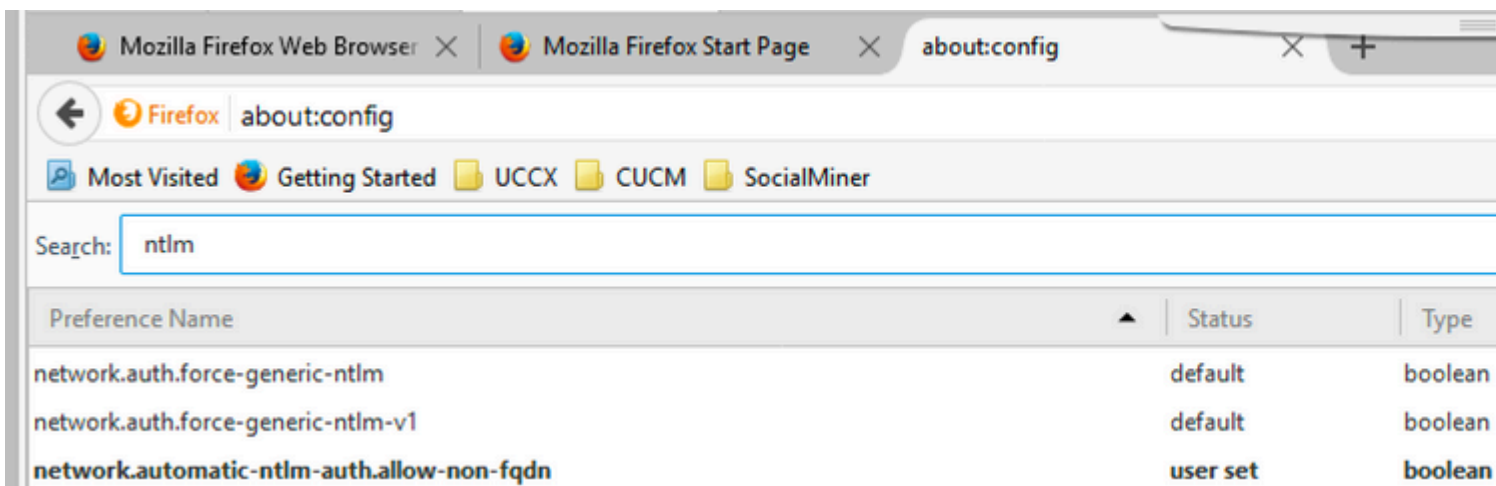 Mozilla Firefox Web Browser Mozilla Firefox Start Page about:config
Firefox about:config
Most Visited Getting Started UCCX CUCM SocialMiner
Search: ntlm
Preference Name Status Type
network.auth.force-generic-ntlm default boolean
network.auth.force-generic-ntlm-v1 default boolean
network.automatic-ntlm-auth.allow-non-fqdn user set boolean